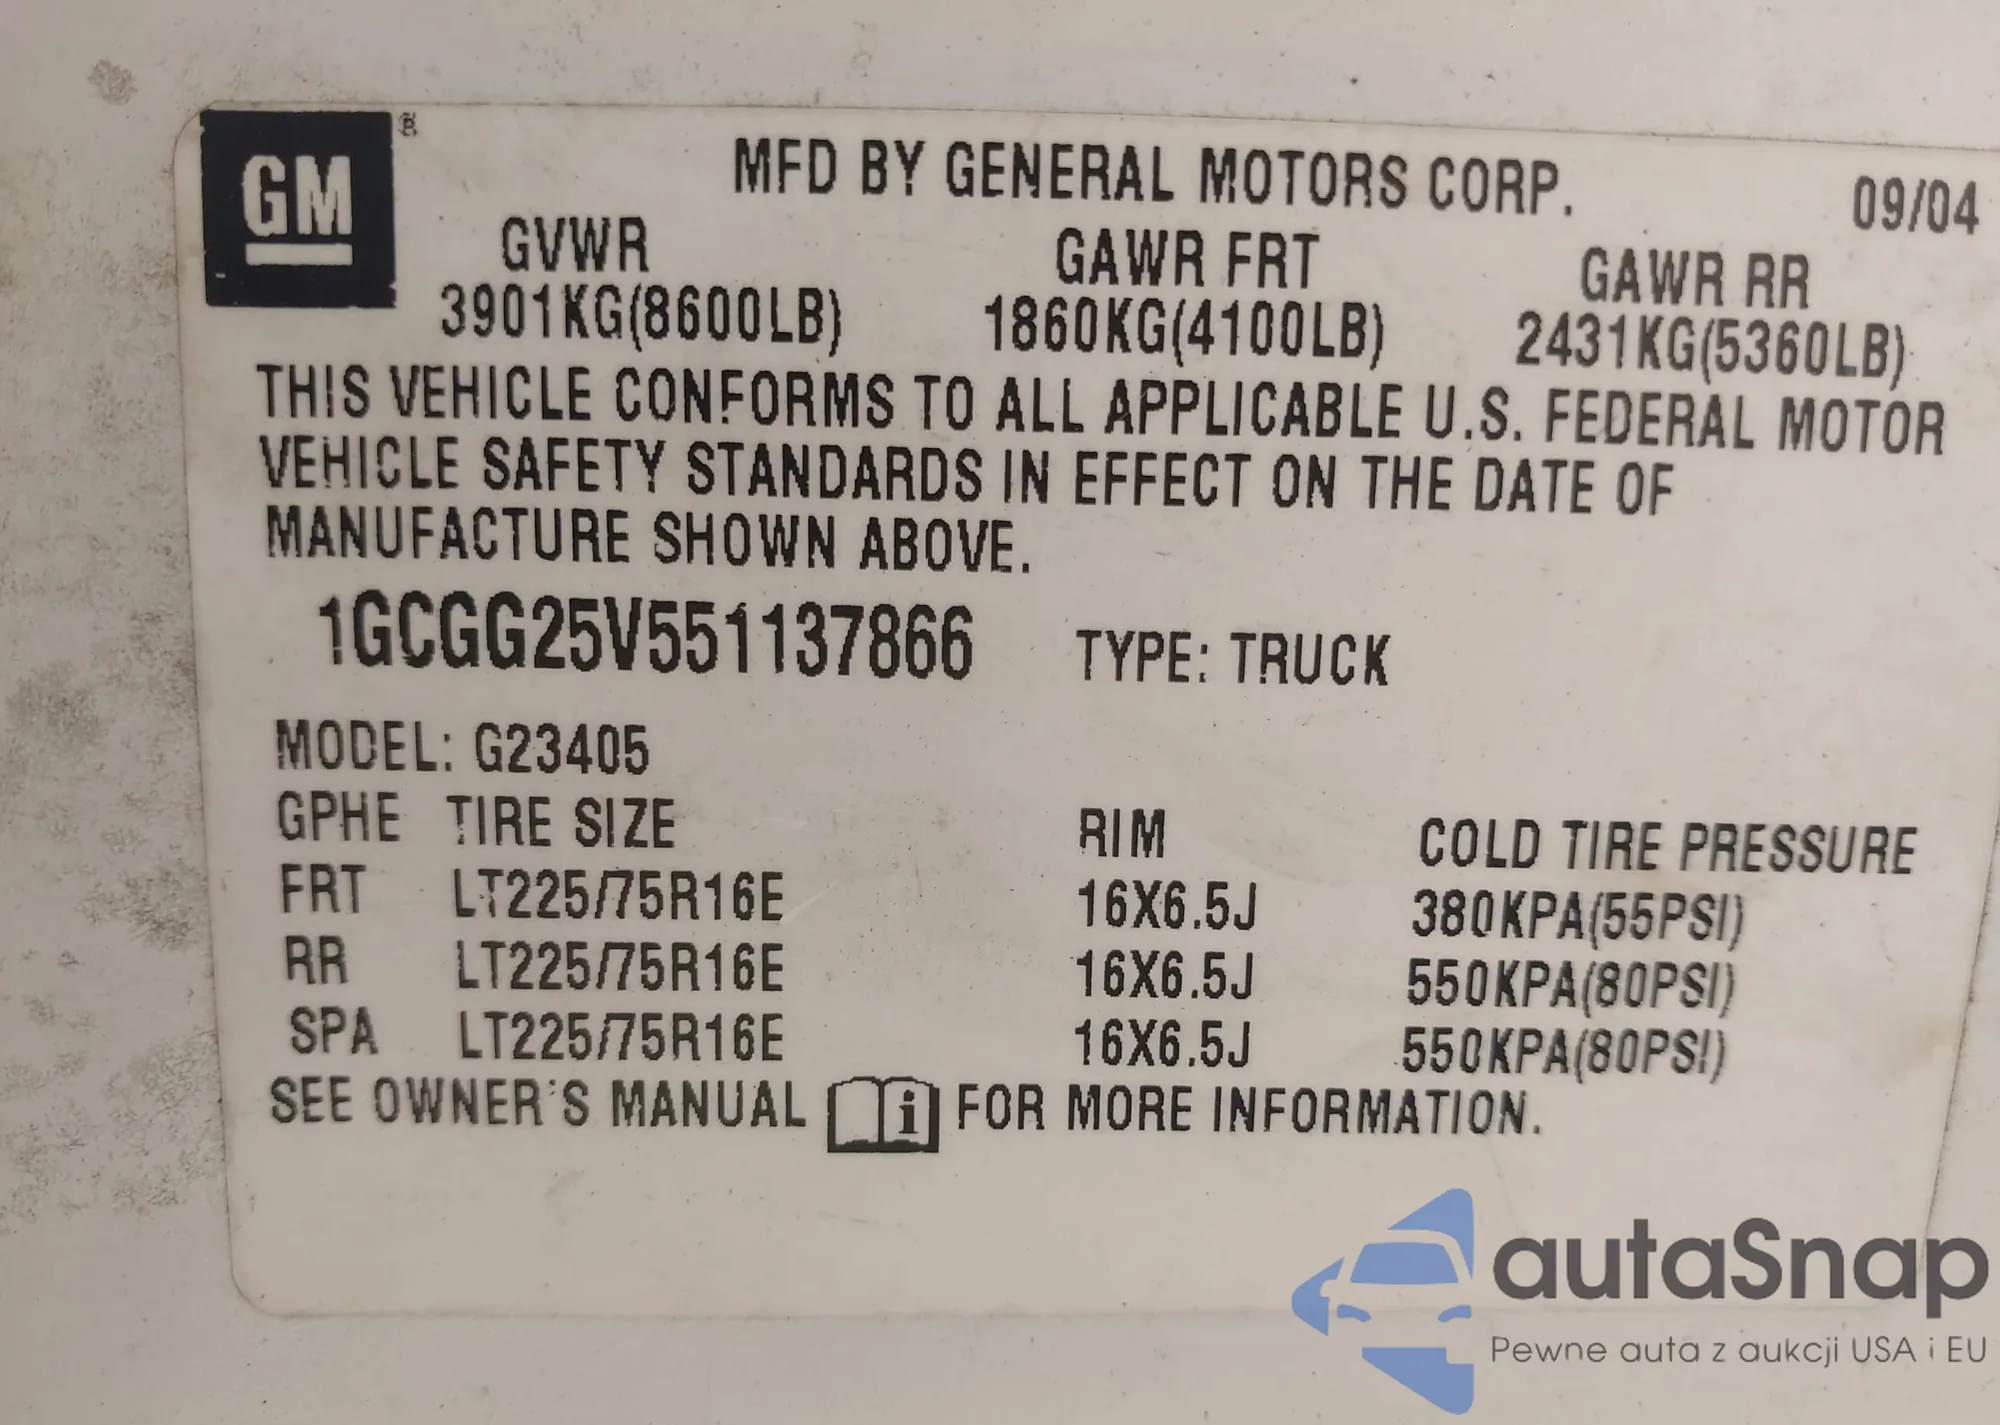 GM ®
MFD BY GENERAL MOTORS CORP. 09/04
GVWR GAWR FRT GAWR RR
3901KG(8600LB) 1860KG(4100LB) 2431KG(5360LB)
THIS VEHICLE CONFORMS TO ALL APPLICABLE U.S. FEDERAL MOTOR
VEHICLE SAFETY STANDARDS IN EFFECT ON THE DATE OF
MANUFACTURE SHOWN ABOVE.
1GCGG25V551137866 TYPE: TRUCK
MODEL: G23405
GPHE TIRE SIZE RIM COLD TIRE PRESSURE
FRT LT225/75R16E 16X6.5J 380KPA(55PSI)
RR LT225/75R16E 16X6.5J 550KPA(80PSI)
SPA LT225/75R16E 16X6.5J 550KPA(80PSI)
SEE OWNER'S MANUAL i FOR MORE INFORMATION.
autaSnap
Pewne auta z aukcji USA i EU